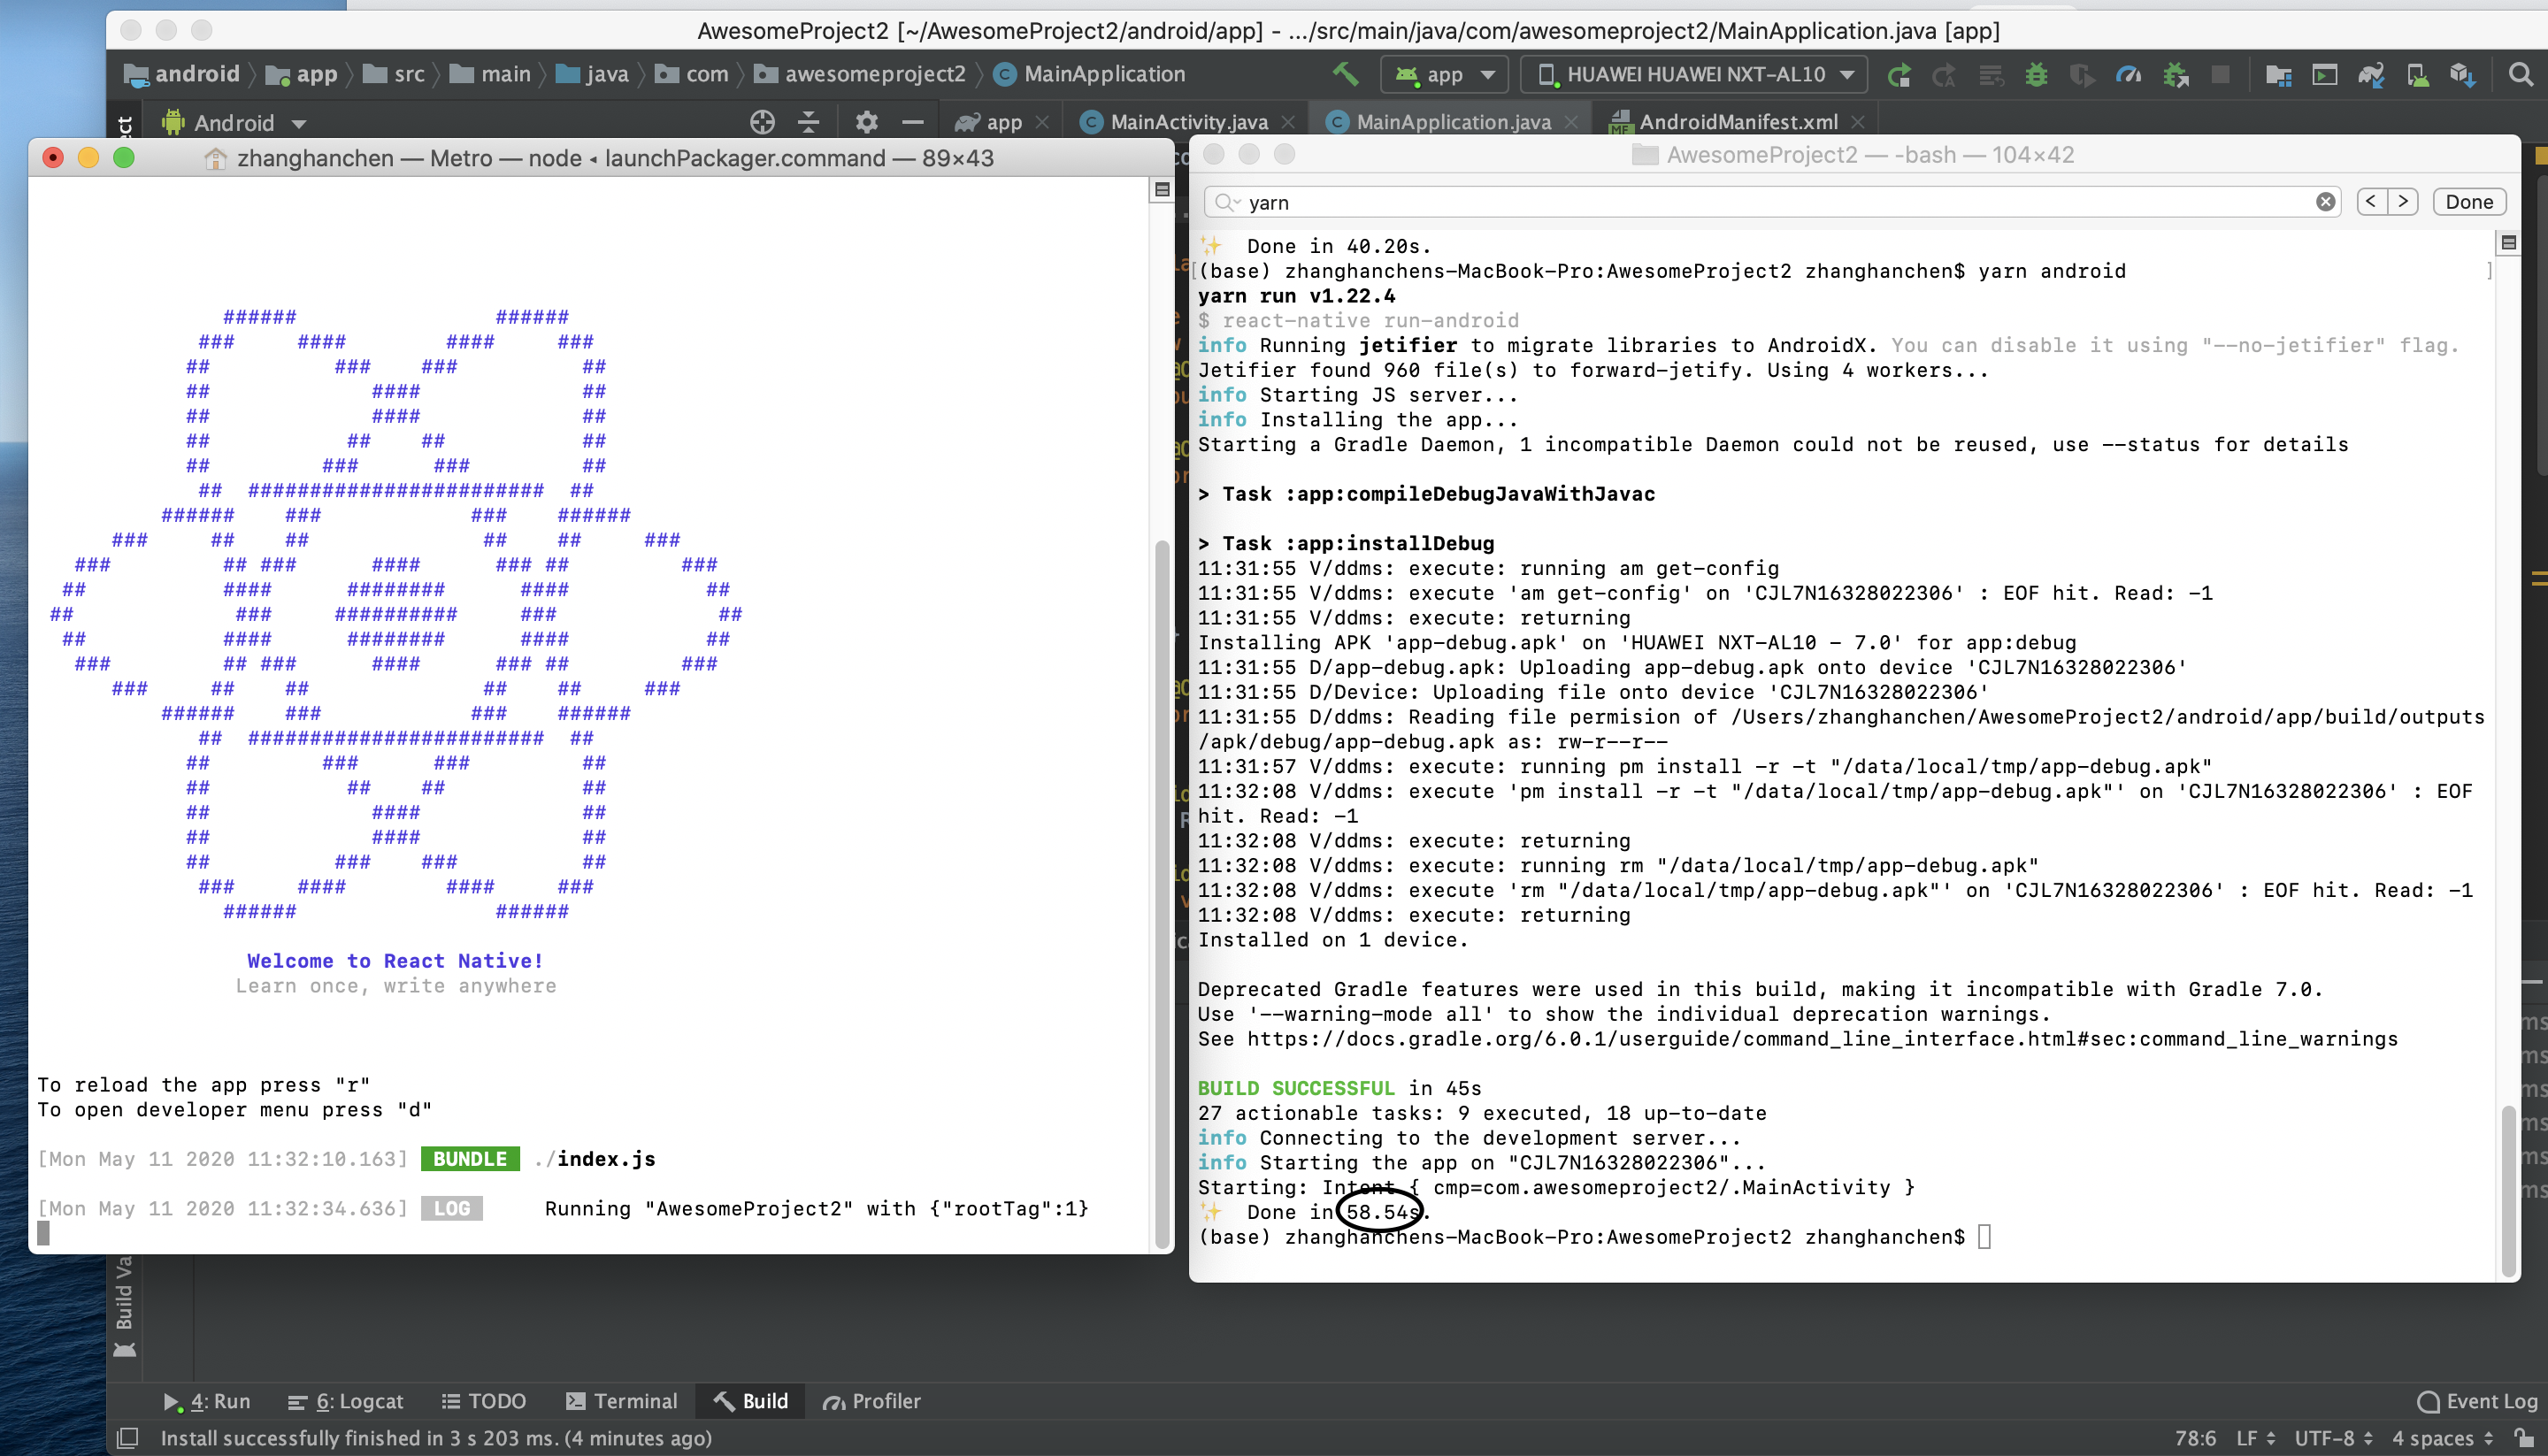 AwesomeProject2 [~/AwesomeProject2/android/app] - .../src/main/java/com/awesomeproject2/MainApplication.java [app]
android app src main java com awesomeproject2 MainApplication app HUAWEI HUAWEI NXT-AL10
Android app MainActivity.java MainApplication.java AndroidManifest.xml
zhanghanchen — Metro — node ◂ launchPackager.command — 89×43
###### ######
### #### #### ###
## ### ### ##
## #### ##
## #### ##
## ## ## ##
## ### ### ##
## ######################## ##
###### ### ### ######
### ## ## ## ## ###
### ## ### #### ### ## ###
## #### ######## #### ##
## ### ########## ### ##
## #### ######## #### ##
### ## ### #### ### ## ###
### ## ## ## ## ###
###### ### ### ######
## ######################## ##
## ### ### ##
## ## ## ##
## #### ##
## #### ##
## ### ### ##
### #### #### ###
###### ######
Welcome to React Native!
Learn once, write anywhere
To reload the app press "r"
To open developer menu press "d"
[Mon May 11 2020 11:32:10.163] BUNDLE ./index.js
[Mon May 11 2020 11:32:34.636] LOG Running "AwesomeProject2" with {"rootTag":1}
AwesomeProject2 — -bash — 104×42
yarn < > Done
✨ Done in 40.20s.
(base) zhanghanchens-MacBook-Pro:AwesomeProject2 zhanghanchen$ yarn android
yarn run v1.22.4
$ react-native run-android
info Running jetifier to migrate libraries to AndroidX. You can disable it using "--no-jetifier" flag.
Jetifier found 960 file(s) to forward-jetify. Using 4 workers...
info Starting JS server...
info Installing the app...
Starting a Gradle Daemon, 1 incompatible Daemon could not be reused, use --status for details
> Task :app:compileDebugJavaWithJavac
> Task :app:installDebug
11:31:55 V/ddms: execute: running am get-config
11:31:55 V/ddms: execute 'am get-config' on 'CJL7N16328022306' : EOF hit. Read: -1
11:31:55 V/ddms: execute: returning
Installing APK 'app-debug.apk' on 'HUAWEI NXT-AL10 - 7.0' for app:debug
11:31:55 D/app-debug.apk: Uploading app-debug.apk onto device 'CJL7N16328022306'
11:31:55 D/Device: Uploading file onto device 'CJL7N16328022306'
11:31:55 D/ddms: Reading file permision of /Users/zhanghanchen/AwesomeProject2/android/app/build/outputs
/apk/debug/app-debug.apk as: rw-r--r--
11:31:57 V/ddms: execute: running pm install -r -t "/data/local/tmp/app-debug.apk"
11:32:08 V/ddms: execute 'pm install -r -t "/data/local/tmp/app-debug.apk"' on 'CJL7N16328022306' : EOF
hit. Read: -1
11:32:08 V/ddms: execute: returning
11:32:08 V/ddms: execute: running rm "/data/local/tmp/app-debug.apk"
11:32:08 V/ddms: execute 'rm "/data/local/tmp/app-debug.apk"' on 'CJL7N16328022306' : EOF hit. Read: -1
11:32:08 V/ddms: execute: returning
Installed on 1 device.
Deprecated Gradle features were used in this build, making it incompatible with Gradle 7.0.
Use '--warning-mode all' to show the individual deprecation warnings.
See https://docs.gradle.org/6.0.1/userguide/command_line_interface.html#sec:command_line_warnings
BUILD SUCCESSFUL in 45s
27 actionable tasks: 9 executed, 18 up-to-date
info Connecting to the development server...
info Starting the app on "CJL7N16328022306"...
Starting: Intent { cmp=com.awesomeproject2/.MainActivity }
✨ Done in 58.54s.
(base) zhanghanchens-MacBook-Pro:AwesomeProject2 zhanghanchen$
Build Va
4: Run 6: Logcat TODO Terminal Build Profiler Event Log
Install successfully finished in 3 s 203 ms. (4 minutes ago) 78:6 LF UTF-8 4 spaces